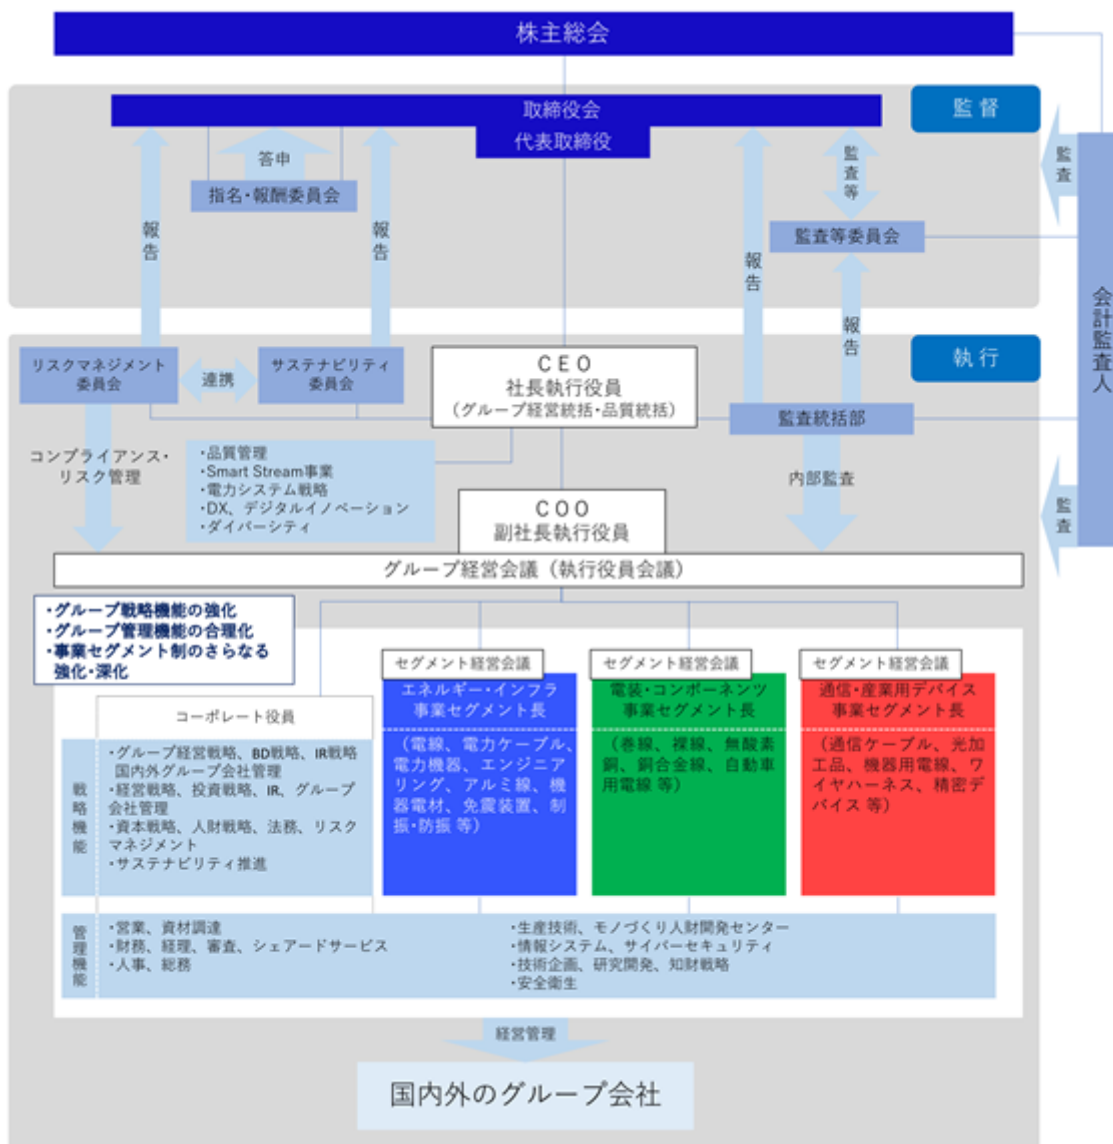 株主総会
監督
取締役会
代表取締役
答申
指名・報酬委員会
報告
報告
報告
監査等
監査等委員会
報告
監査
会計監査人
執行
リスクマネジメント
委員会
連携
サステナビリティ
委員会
CEO
社長執行役員
（グループ経営統括・品質統括）
監査統括部
コンプライアンス・
リスク管理
・品質管理
・Smart Stream事業
・電力システム戦略
・DX、デジタルイノベーション
・ダイバーシティ
内部監査
監査
COO
副社長執行役員
グループ経営会議（執行役員会議）
・グループ戦略機能の強化
・グループ管理機能の合理化
・事業セグメント制のさらなる
強化・深化
コーポレート役員
戦略機能
・グループ経営戦略、BD戦略、IR戦略
国内外グループ会社管理
・経営戦略、投資戦略、IR、グループ
会社管理
・資本戦略、人財戦略、法務、リスク
マネジメント
・サステナビリティ推進
セグメント経営会議
エネルギー・インフラ
事業セグメント長
（電線、電力ケーブル、
電力機器、エンジニア
リング、アルミ線、機
器電材、免震装置、制
振・防振 等）
セグメント経営会議
電装・コンポーネンツ
事業セグメント長
（巻線、裸線、無酸素
銅、銅合金線、自動車
用電線 等）
セグメント経営会議
通信・産業用デバイス
事業セグメント長
（通信ケーブル、光加
工品、機器用電線、ワ
イヤハーネス、精密デ
バイス 等）
管理機能
・営業、資材調達
・財務、経理、審査、シェアードサービス
・人事、総務
・生産技術、モノづくり人財開発センター
・情報システム、サイバーセキュリティ
・技術企画、研究開発、知財戦略
・安全衛生
経営管理
国内外のグループ会社